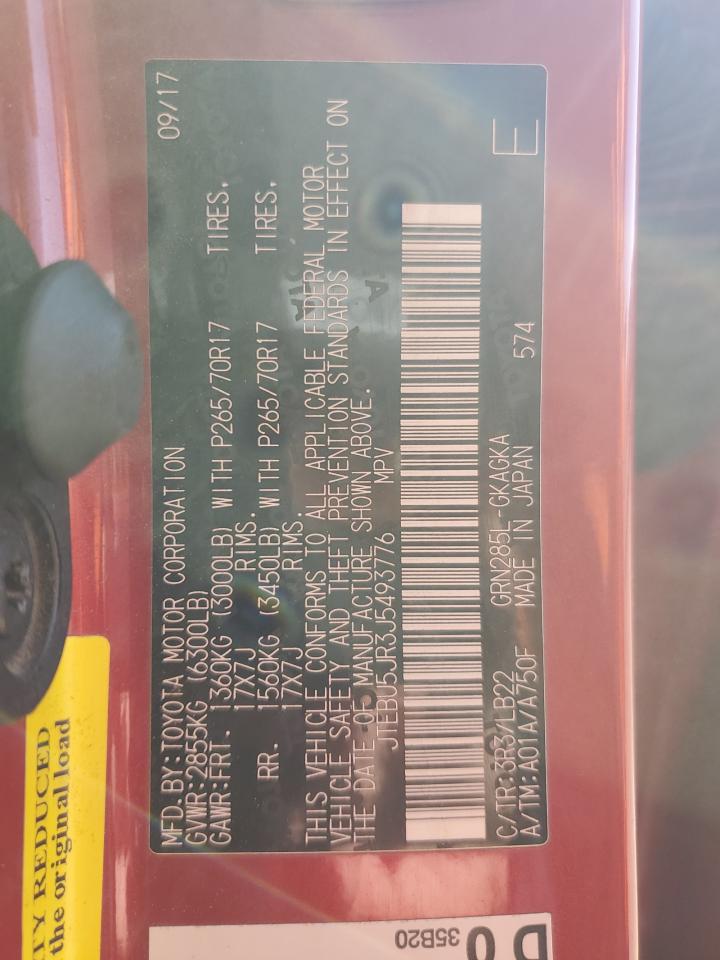 MFD.BY:TOYOTA MOTOR CORPORATION 09/17
GVWR:2855KG (6300LB)
GAWR:FRT. 1360KG (3000LB) WITH P265/70R17 TIRES,
17X7J RIMS.
RR. 1560KG (3450LB) WITH P265/70R17 TIRES,
17X7J RIMS.
THIS VEHICLE CONFORMS TO ALL APPLICABLE FEDERAL MOTOR
VEHICLE SAFETY AND THEFT PREVENTION STANDARDS IN EFFECT ON
THE DATE OF MANUFACTURE SHOWN ABOVE.
JTEBU5JR3J5493776 MPV
C/TR:3R3/LB22 GRN285L-GKAGKA
A/TM:A01A/A750F MADE IN JAPAN 574
E
TY REDUCED
the original load
35B20